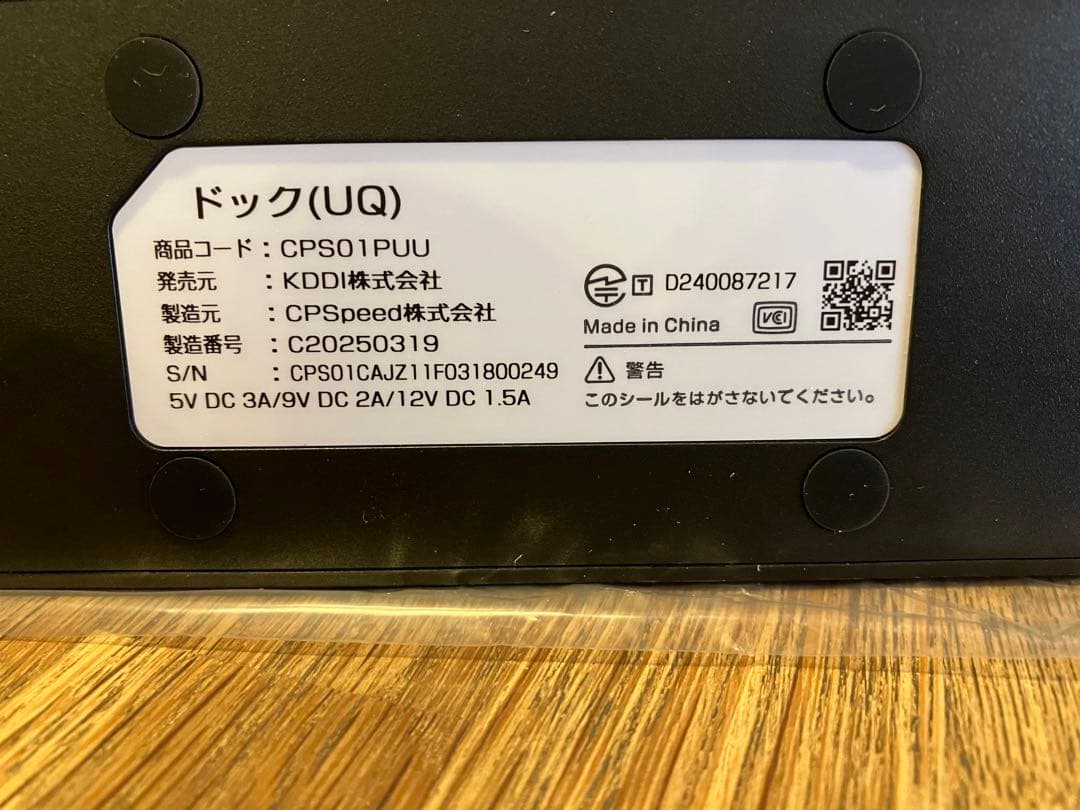 ドック(UQ)
商品コード : CPS01PUU
発売元 : KDDI株式会社
製造元 : CPSpeed株式会社
製造番号 : C20250319
S/N : CPS01CAJZ11F031800249
5V DC 3A/9V DC 2A/12V DC 1.5A
T D240087217
Made in China VCI
警告
このシールをはがさないでください。